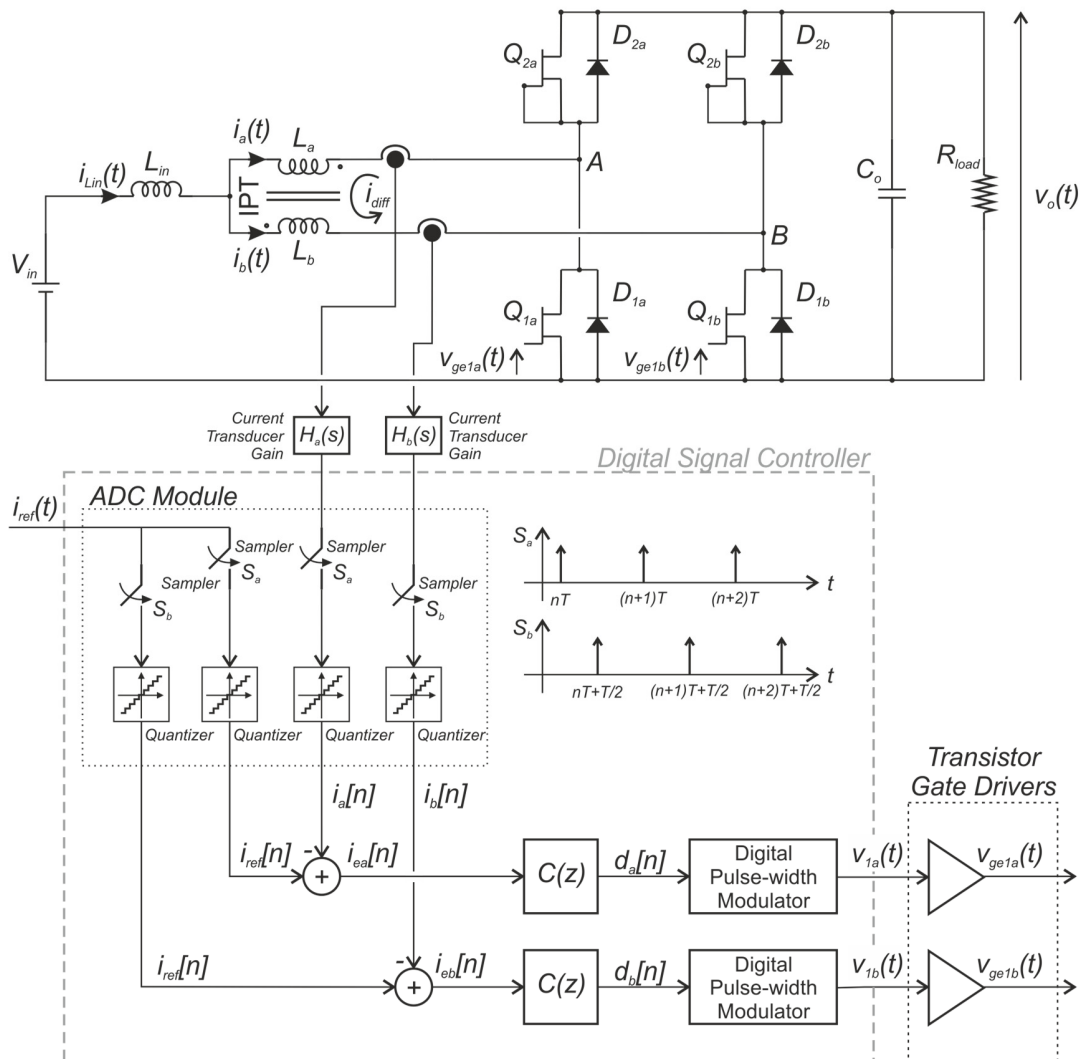 Q2a
D2a
Q2b
D2b
ia(t)
La
iLin(t)
Lin
IPT
idiff
A
Co
Rload
vo(t)
B
ib(t)
Lb
Vin
Q1a
D1a
Q1b
D1b
vge1a(t)
vge1b(t)
Current
Transducer
Gain
Ha(s)
Hb(s)
Current
Transducer
Gain
Digital Signal Controller
ADC Module
iref(t)
Sampler
Sa
Sampler
Sa
Sampler
Sb
Sampler
Sb
Sa
nT
(n+1)T
(n+2)T
t
Sb
nT+T/2
(n+1)T+T/2
(n+2)T+T/2
t
Quantizer
Quantizer
Quantizer
Quantizer
Transistor
Gate Drivers
ia[n]
ib[n]
iref[n]
-
+
iea[n]
C(z)
da[n]
Digital
Pulse-width
Modulator
v1a(t)
vge1a(t)
iref[n]
-
+
ieb[n]
C(z)
db[n]
Digital
Pulse-width
Modulator
v1b(t)
vge1b(t)